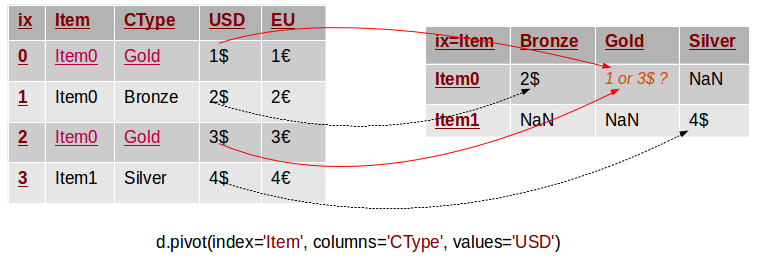 ix Item CType USD EU
0 Item0 Gold 1$ 1€
1 Item0 Bronze 2$ 2€
2 Item0 Gold 3$ 3€
3 Item1 Silver 4$ 4€
ix=Item Bronze Gold Silver
Item0 2$ 1 or 3$ ? NaN
Item1 NaN NaN 4$
d.pivot(index='Item', columns='CType', values='USD')